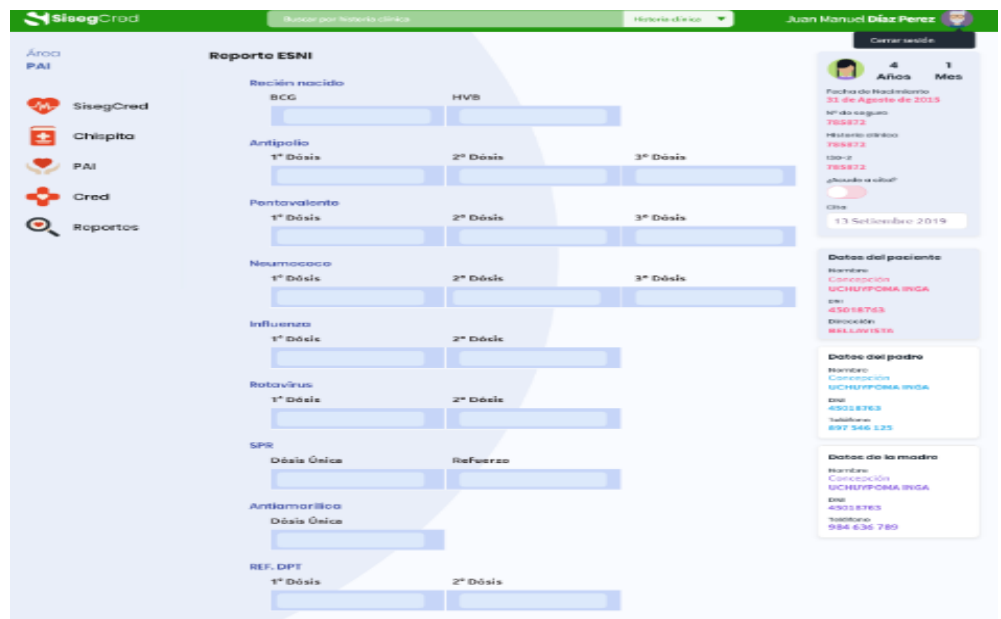 SisegCred
Buscar por historia clínica
Historia clínica
Juan Manuel Díaz Perez
Cerrar sesión
Área
PAI
SisegCred
Chispita
PAI
Cred
Reportes
Reporte ESNI
Recién nacido
BCG HVB
Antipolio
1° Dósis 2° Dósis 3° Dósis
Pentavalente
1° Dósis 2° Dósis 3° Dósis
Neumococo
1° Dósis 2° Dósis 3° Dósis
Influenza
1° Dósis 2° Dósis
Rotavirus
1° Dósis 2° Dósis
SPR
Dósis Única Refuerzo
Antiamarílica
Dósis Única
REF. DPT
1° Dósis 2° Dósis
4 1
Años Mes
Fecha de Nacimiento
31 de Agosto de 2015
N° de seguro
785872
Historia clínica
785872
785872
¿Acude a cita?
Cita
13 Setiembre 2019
Datos del paciente
Nombre
Concepción
UCHUYPOMA INGA
DNI
45018763
Dirección
BELLAVISTA
Datos del padre
Nombre
Concepción
UCHUYPOMA INGA
DNI
45018763
Teléfono
897 546 125
Datos de la madre
Nombre
Concepción
UCHUYPOMA INGA
DNI
45018763
Teléfono
984 636 789